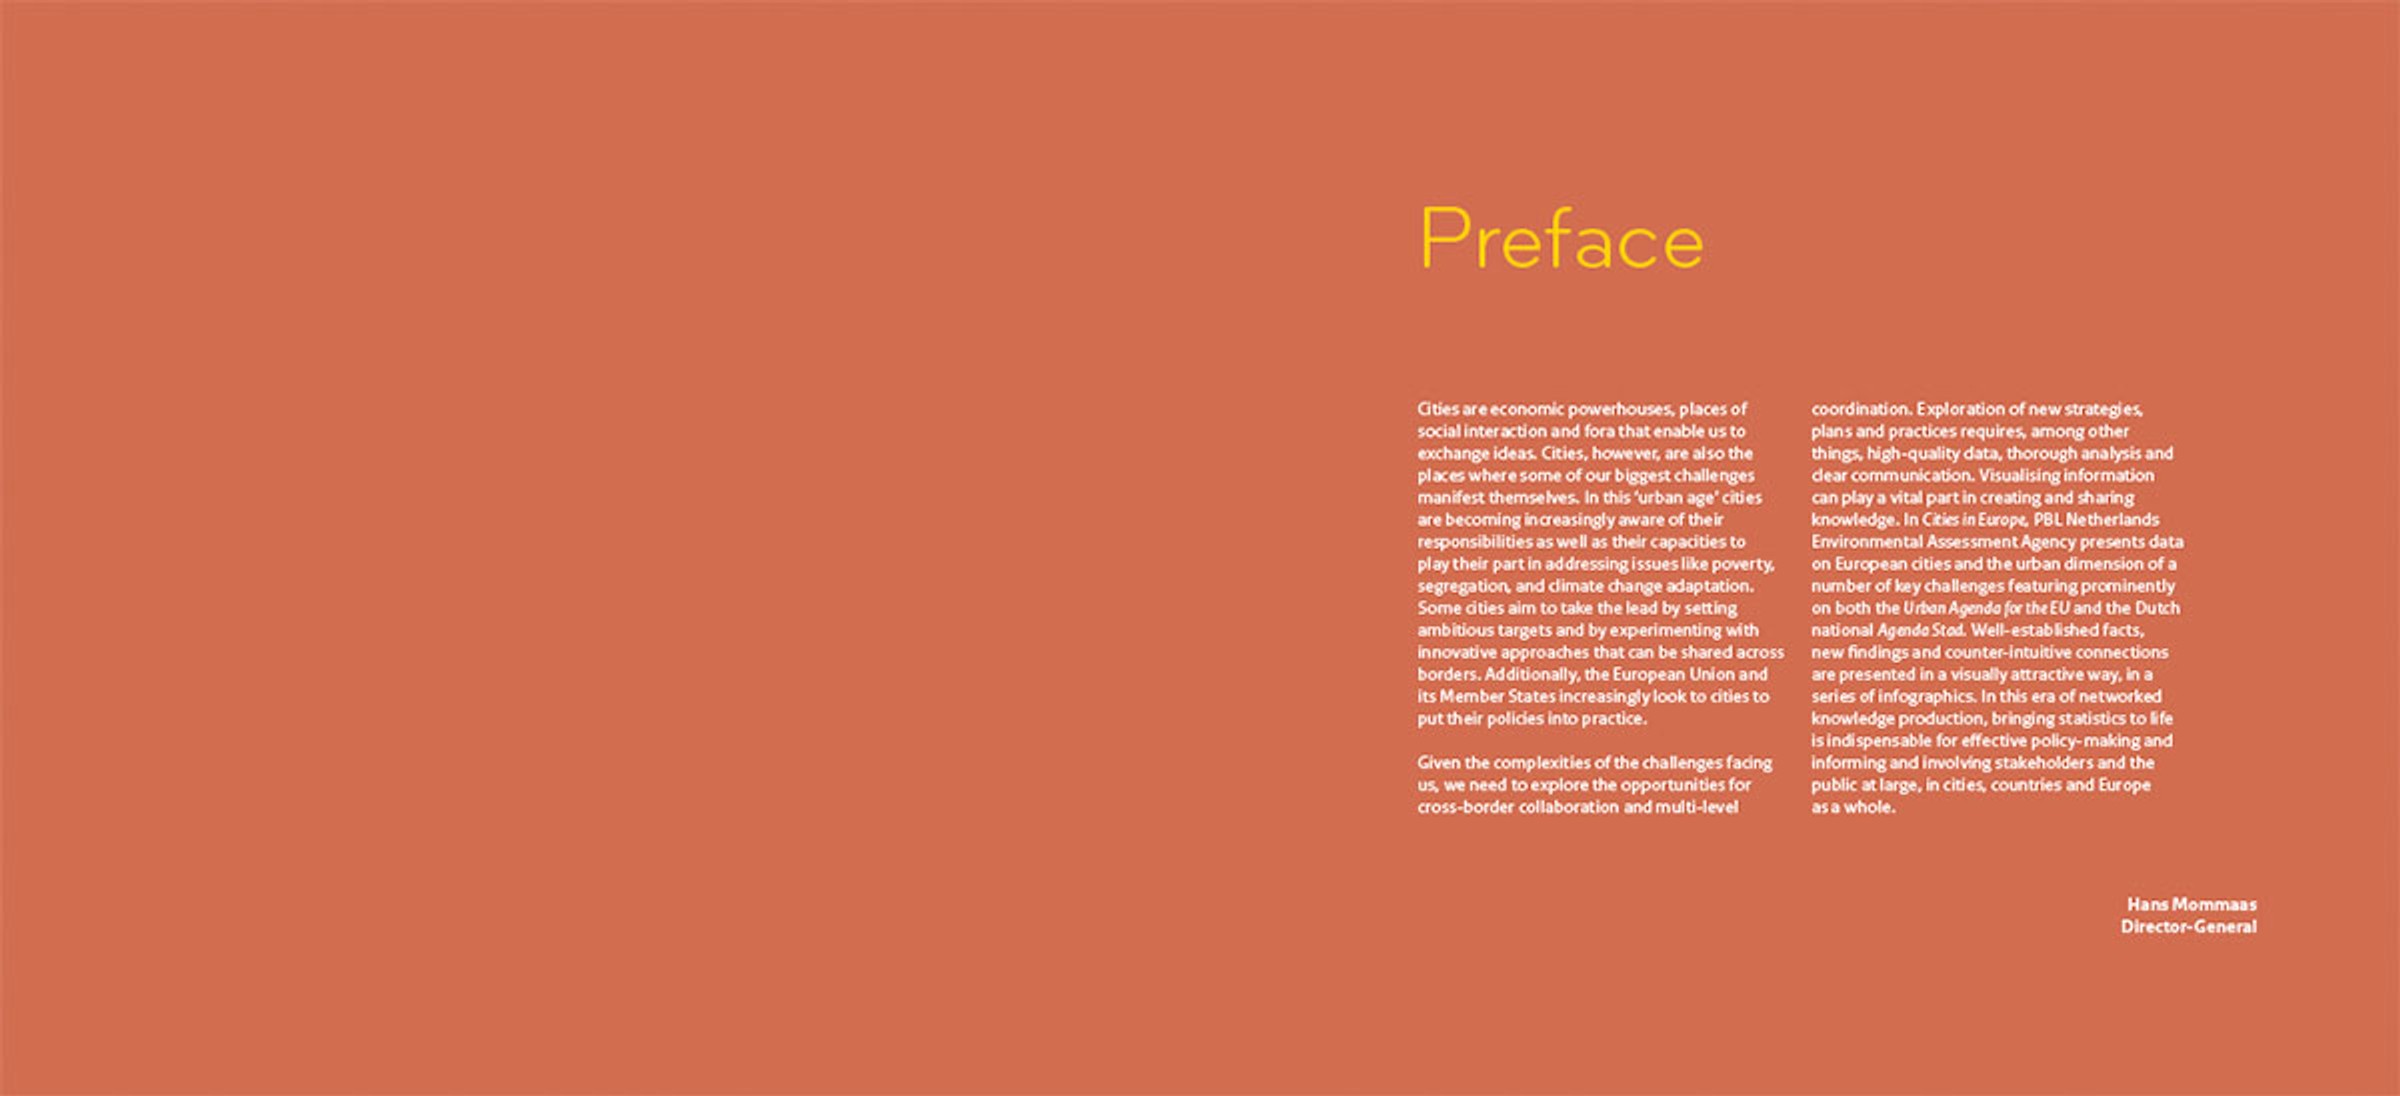 Preface
Cities are economic powerhouses, places of
social interaction and fora that enable us to
exchange ideas. Cities, however, are also the
places where some of our biggest challenges
manifest themselves. In this ‘urban age’ cities
are becoming increasingly aware of their
responsibilities as well as their capacities to
play their part in addressing issues like poverty,
segregation, and climate change adaptation.
Some cities aim to take the lead by setting
ambitious targets and by experimenting with
innovative approaches that can be shared across
borders. Additionally, the European Union and
its Member States increasingly look to cities to
put their policies into practice.
Given the complexities of the challenges facing
us, we need to explore the opportunities for
cross-border collaboration and multi-level
coordination. Exploration of new strategies,
plans and practices requires, among other
things, high-quality data, thorough analysis and
clear communication. Visualising information
can play a vital part in creating and sharing
knowledge. In Cities in Europe, PBL Netherlands
Environmental Assessment Agency presents data
on European cities and the urban dimension of a
number of key challenges featuring prominently
on both the Urban Agenda for the EU and the Dutch
national Agenda Stad. Well-established facts,
new findings and counter-intuitive connections
are presented in a visually attractive way, in a
series of infographics. In this era of networked
knowledge production, bringing statistics to life
is indispensable for effective policy-making and
informing and involving stakeholders and the
public at large, in cities, countries and Europe
as a whole.
Hans Mommaas
Director-General